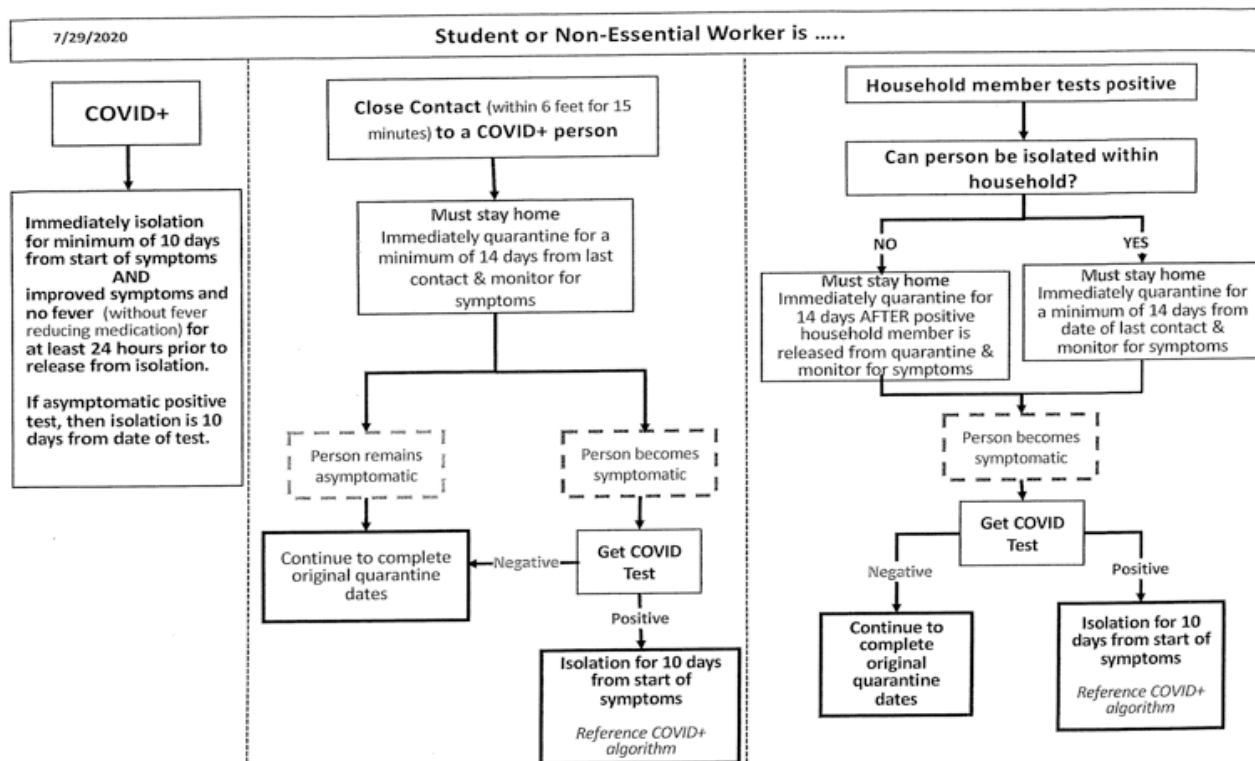 7/29/2020
Student or Non-Essential Worker is .....
COVID+
Immediately isolation
for minimum of 10 days
from start of symptoms
AND
improved symptoms and
no fever (without fever
reducing medication) for
at least 24 hours prior to
release from isolation.
If asymptomatic positive
test, then isolation is 10
days from date of test.
Close Contact (within 6 feet for 15
minutes) to a COVID+ person
Must stay home
Immediately quarantine for a
minimum of 14 days from last
contact & monitor for
symptoms
Person remains
asymptomatic
Person becomes
symptomatic
Continue to complete
original quarantine
dates
Negative
Get COVID
Test
Positive
Isolation for 10 days
from start of
symptoms
Reference COVID+
algorithm
Household member tests positive
Can person be isolated within
household?
NO
YES
Must stay home
Immediately quarantine for
14 days AFTER positive
household member is
released from quarantine &
monitor for symptoms
Must stay home
Immediately quarantine for
a minimum of 14 days from
date of last contact &
monitor for symptoms
Person becomes
symptomatic
Get COVID
Test
Negative
Positive
Continue to
complete
original
quarantine
dates
Isolation for 10
days from start of
symptoms
Reference COVID+
algorithm